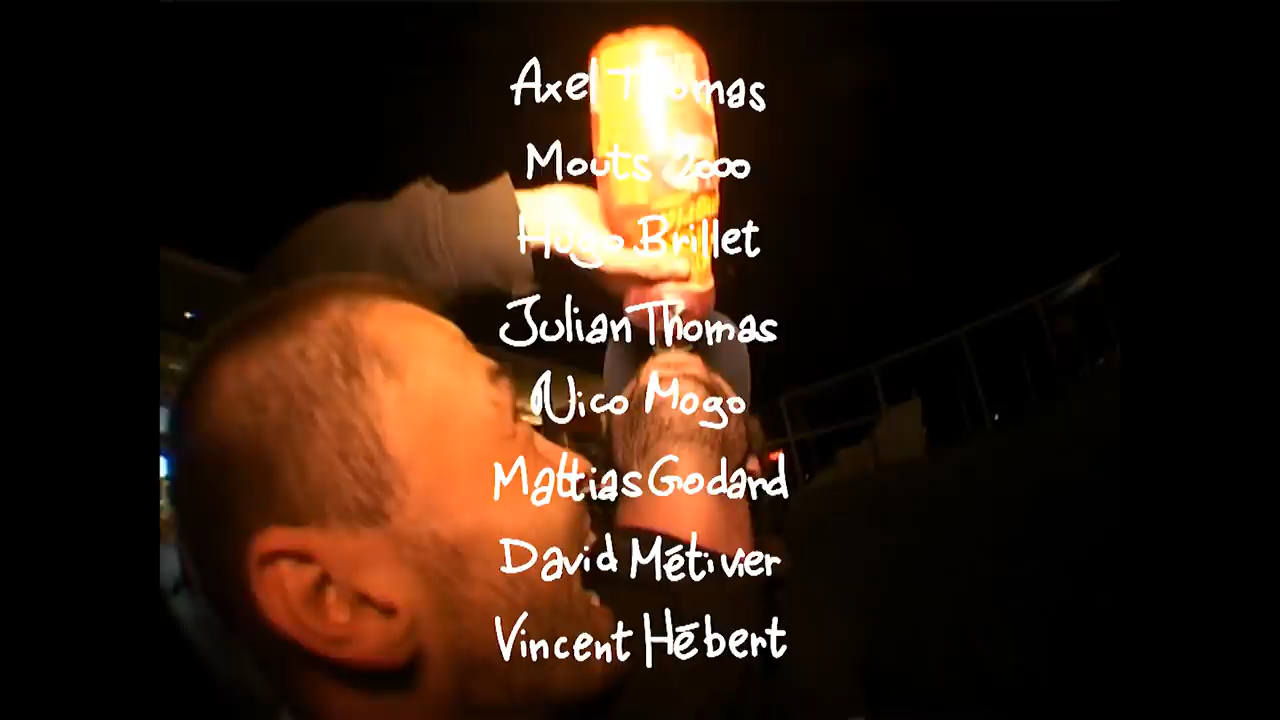 Axel Thomas
Mouts 2000
Hugo Brillet
Julian Thomas
Nico Mogo
Mattias Godard
David Métivier
Vincent Hébert